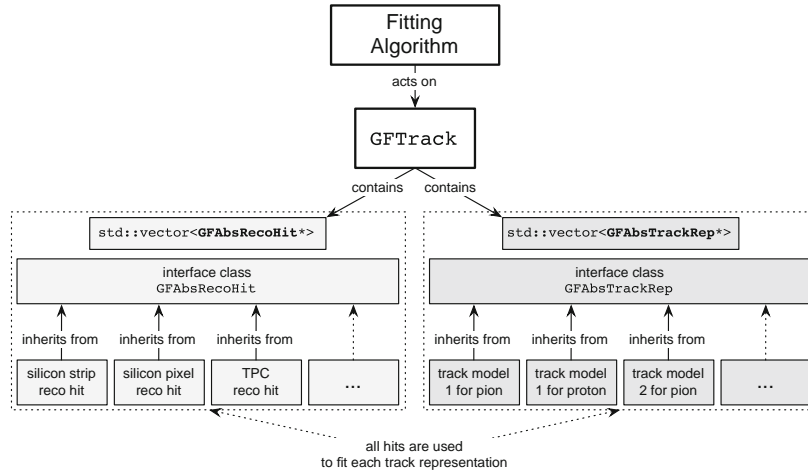 Fitting
Algorithm
acts on
GFTrack
contains
contains
std::vector<GFAbsRecoHit*>
interface class
GFAbsRecoHit
inherits from
inherits from
inherits from
silicon strip
reco hit
silicon pixel
reco hit
TPC
reco hit
...
std::vector<GFAbsTrackRep*>
interface class
GFAbsTrackRep
inherits from
inherits from
inherits from
track model
1 for pion
track model
1 for proton
track model
2 for pion
...
all hits are used
to fit each track representation